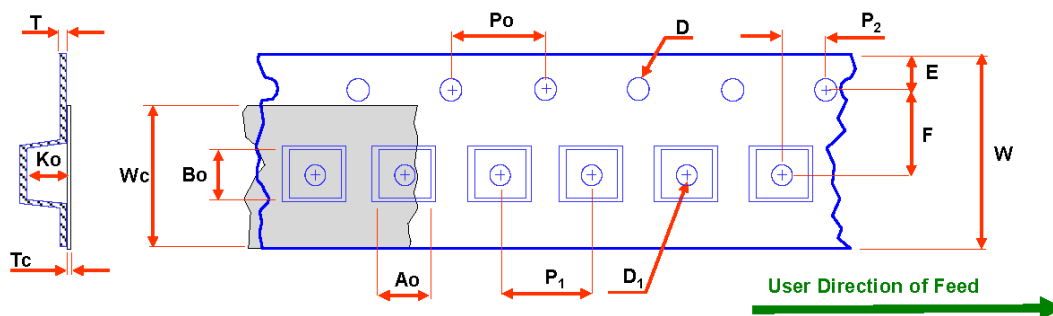 T
Po
D
P2
E
F
W
Ko
Wc
Bo
Tc
Ao
P1
D1
User Direction of Feed